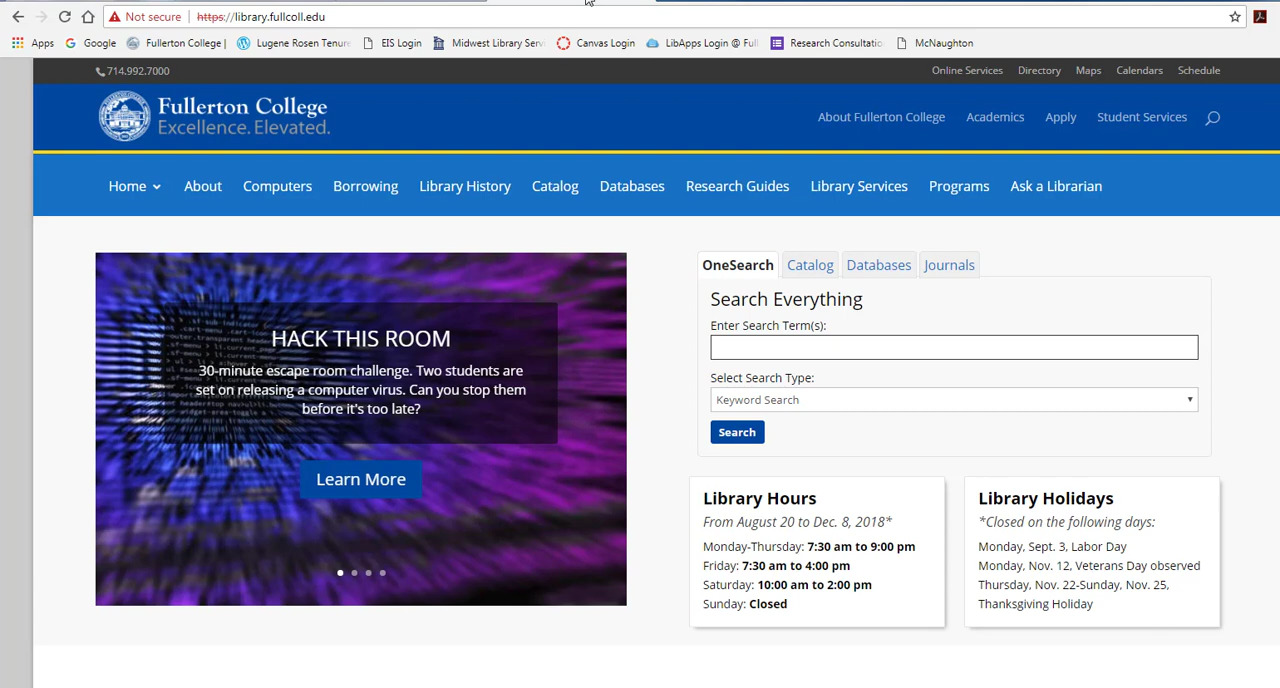 Not secure https://library.fullcoll.edu
Apps Google Fullerton College | Lugene Rosen Tenure EIS Login Midwest Library Serv Canvas Login LibApps Login @ Full Research Consultatio McNaughton
714.992.7000 Online Services Directory Maps Calendars Schedule
Fullerton College
Excellence. Elevated.
About Fullerton College Academics Apply Student Services
Home About Computers Borrowing Library History Catalog Databases Research Guides Library Services Programs Ask a Librarian
HACK THIS ROOM
30-minute escape room challenge. Two students are
set on releasing a computer virus. Can you stop them
before it's too late?
Learn More
OneSearch Catalog Databases Journals
Search Everything
Enter Search Term(s):
Select Search Type:
Keyword Search
Search
Library Hours
From August 20 to Dec. 8, 2018*
Monday-Thursday: 7:30 am to 9:00 pm
Friday: 7:30 am to 4:00 pm
Saturday: 10:00 am to 2:00 pm
Sunday: Closed
Library Holidays
*Closed on the following days:
Monday, Sept. 3, Labor Day
Monday, Nov. 12, Veterans Day observed
Thursday, Nov. 22-Sunday, Nov. 25,
Thanksgiving Holiday